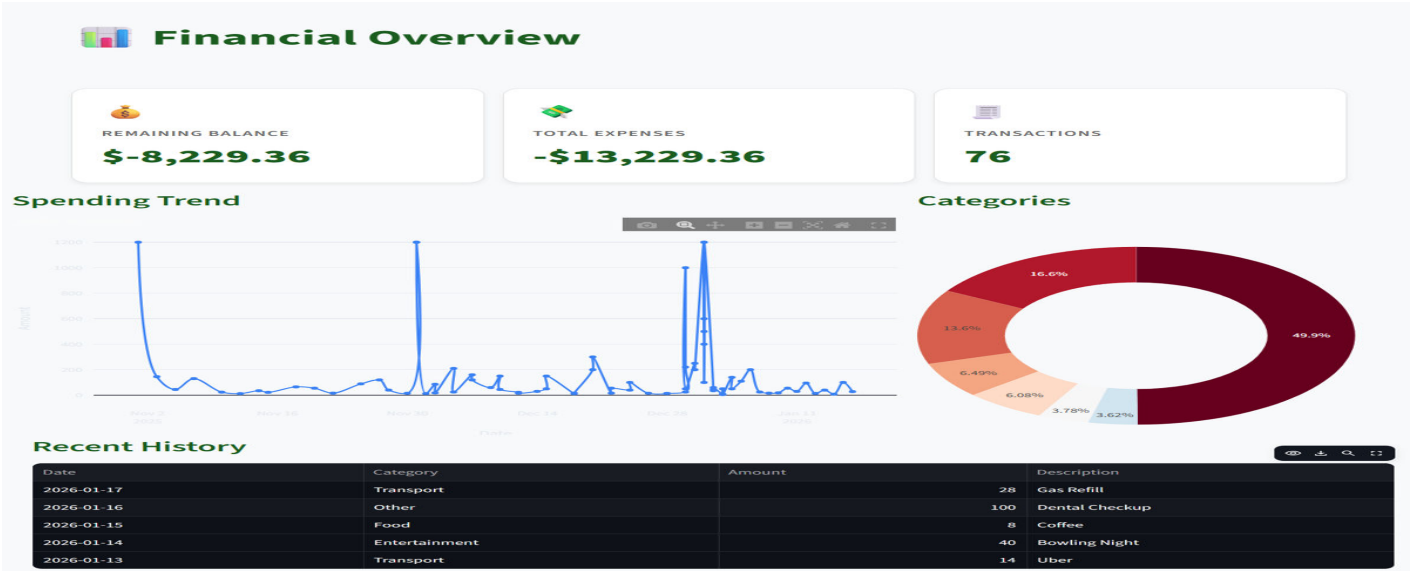 Financial Overview
REMAINING BALANCE
$-8,229.36
TOTAL EXPENSES
-$13,229.36
TRANSACTIONS
76
Spending Trend
Categories
1200
1000
800
600
400
200
0
Amount
Nov 2
2025
Nov 16
Nov 30
Dec 14
Dec 28
Jan 11
2026
Date
49.9%
16.6%
13.6%
6.49%
6.08%
3.78%
3.62%
Recent History
Date Category Amount Description
2026-01-17 Transport 28 Gas Refill
2026-01-16 Other 100 Dental Checkup
2026-01-15 Food 8 Coffee
2026-01-14 Entertainment 40 Bowling Night
2026-01-13 Transport 14 Uber